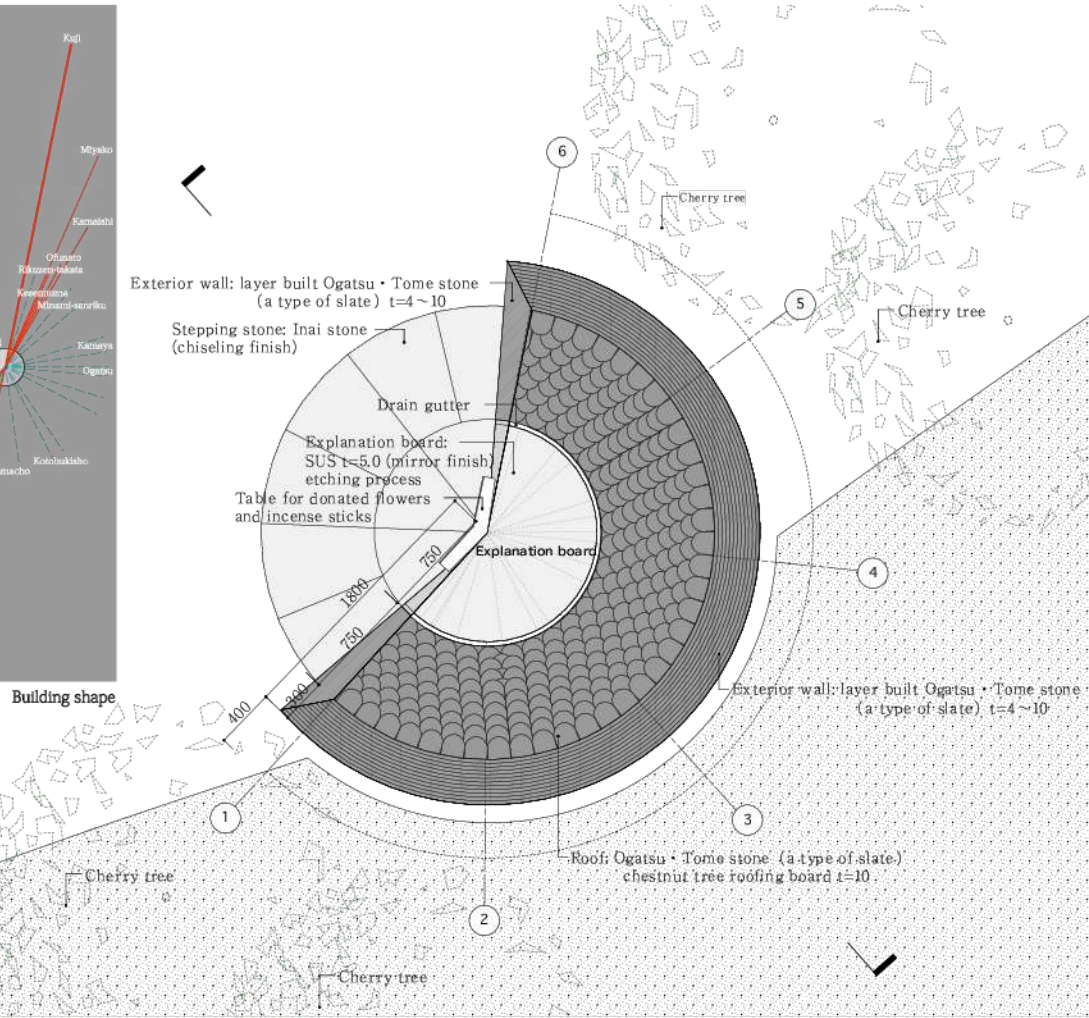 Kuji
Miyako
Kamaishi
Ofunato
Rikuzen-takata
Kesennuma
Minami-sanriku
Kamaya
Ogatsu
Kotobukisho
macho
Building shape
6
Cherry tree
5
Cherry tree
Exterior wall: layer built Ogatsu・Tome stone
(a type of slate) t=4~10
Stepping stone: Inai stone
(chiseling finish)
Drain gutter
Explanation board:
SUS t=5.0 (mirror finish)
etching process
Table for donated flowers
and incense sticks
Explanation board
750
1800
750
300
400
4
Exterior wall: layer built Ogatsu・Tome stone
(a type of slate) t=4~10
1
3
Roof: Ogatsu・Tome stone (a type of slate)
chestnut tree roofing board t=10
Cherry tree
2
Cherry tree